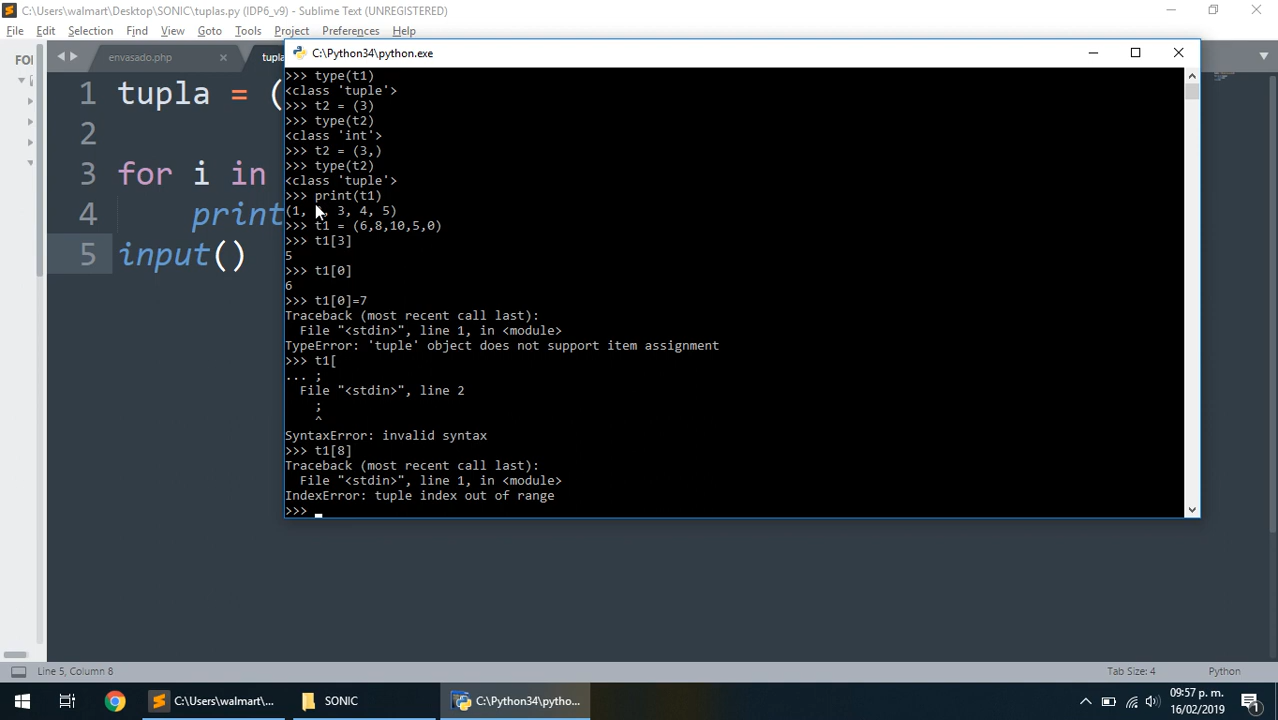 C:\Users\walmart\Desktop\SONIC\tuplas.py (IDP6_v9) - Sublime Text (UNREGISTERED)
File Edit Selection Find View Goto Tools Project Preferences Help
envasado.php
C:\Python34\python.exe
1 tupla = (
2
3 for i in
4 print
5 input()
>>> type(t1)
<class 'tuple'>
>>> t2 = (3)
>>> type(t2)
<class 'int'>
>>> t2 = (3,)
>>> type(t2)
<class 'tuple'>
>>> print(t1)
(1, , 3, 4, 5)
>>> t1 = (6,8,10,5,0)
>>> t1[3]
5
>>> t1[0]
6
>>> t1[0]=7
Traceback (most recent call last):
File "<stdin>", line 1, in <module>
TypeError: 'tuple' object does not support item assignment
>>> t1[
... ;
File "<stdin>", line 2
;
^
SyntaxError: invalid syntax
>>> t1[8]
Traceback (most recent call last):
File "<stdin>", line 1, in <module>
IndexError: tuple index out of range
>>>
Line 5, Column 8
Tab Size: 4
Python
C:\Users\walmart\...
SONIC
C:\Python34\pytho...
09:57 p. m.
16/02/2019
1